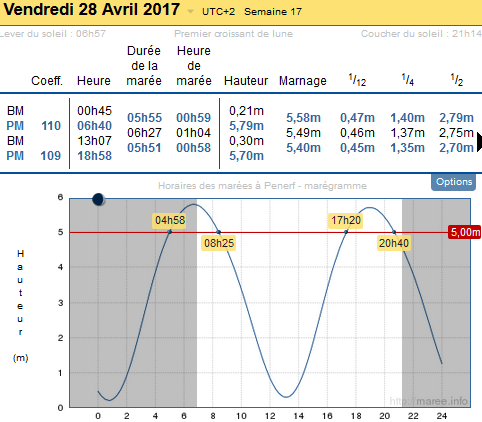 Vendredi 28 Avril 2017 UTC+2 Semaine 17
Lever du soleil : 06h57 Premier croissant de lune Coucher du soleil : 21h14
Durée Heure
de la de
Coeff. Heure marée marée Hauteur Marnage 1/12 1/4 1/2
BM 00h45 0,21m
05h55 00h59 5,58m 0,47m 1,40m 2,79m
PM 110 06h40 5,79m
06h27 01h04 5,49m 0,46m 1,37m 2,75m
BM 13h07 0,30m
05h51 00h58 5,40m 0,45m 1,35m 2,70m
PM 109 18h58 5,70m
Options
Horaires des marées à Penerf - marégramme
6
04h58 17h20
5 5,00m
08h25 20h40
4
3
2
1
0
Hauteur
(m)
http://maree.info
0 2 4 6 8 10 12 14 16 18 20 22 24